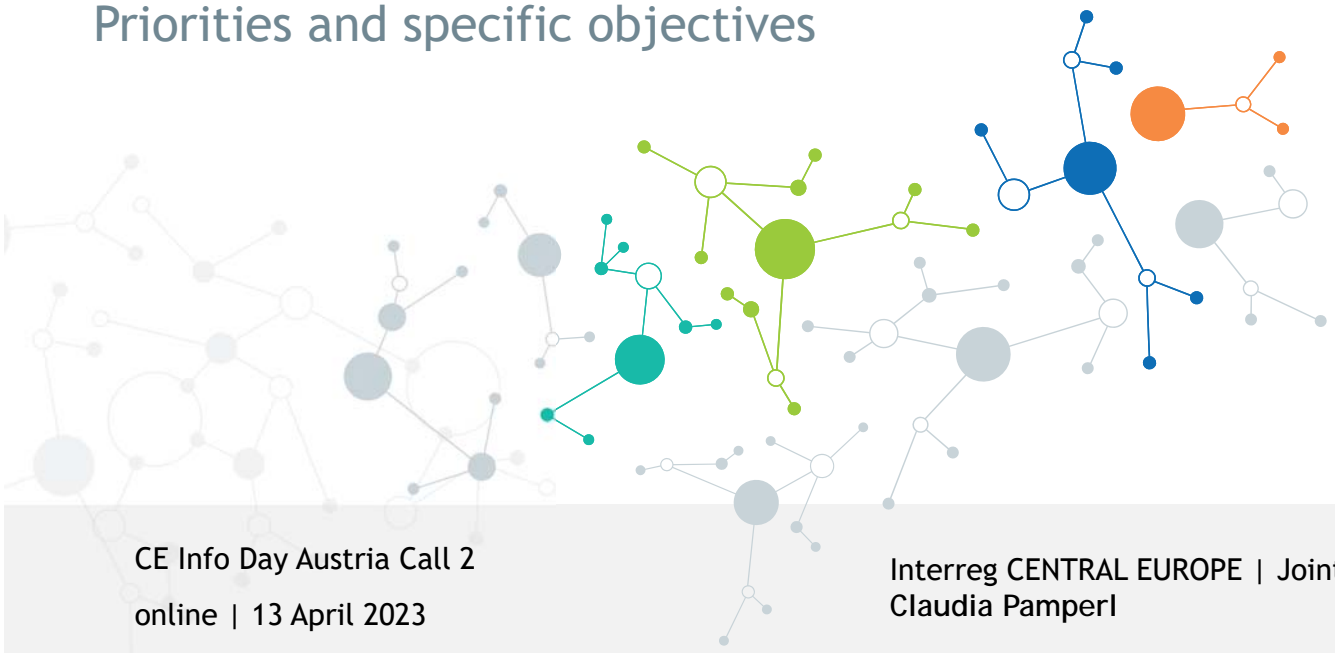 Priorities and specific objectives
CE Info Day Austria Call 2
online | 13 April 2023
Interreg CENTRAL EUROPE | Joint
Claudia Pamperl